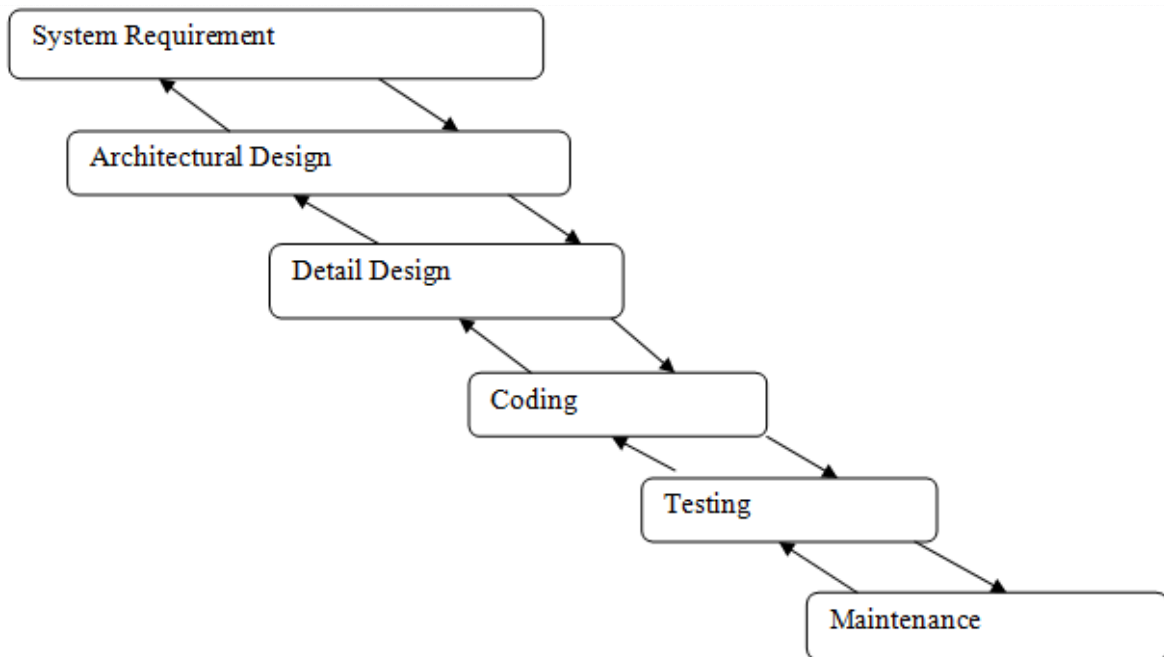 System Requirement
Architectural Design
Detail Design
Coding
Testing
Maintenance